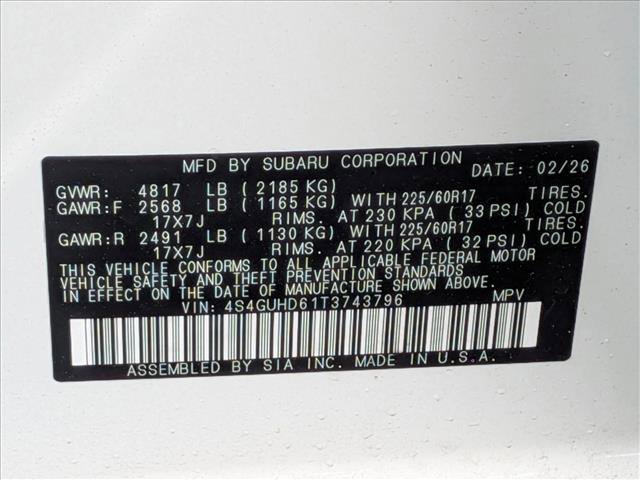 MFD BY SUBARU CORPORATION DATE: 02/26
GVWR: 4817 LB (2185 KG)
GAWR:F 2568 LB (1165 KG) WITH 225/60R17 TIRES.
17X7J RIMS. AT 230 KPA (33 PSI) COLD
GAWR:R 2491 LB (1130 KG) WITH 225/60R17 TIRES.
17X7J RIMS. AT 220 KPA (32 PSI) COLD
THIS VEHICLE CONFORMS TO ALL APPLICABLE FEDERAL MOTOR
VEHICLE SAFETY AND THEFT PREVENTION STANDARDS
IN EFFECT ON THE DATE OF MANUFACTURE SHOWN ABOVE.
VIN: 4S4GUHD61T3743796 MPV
ASSEMBLED BY SIA INC. MADE IN U.S.A.